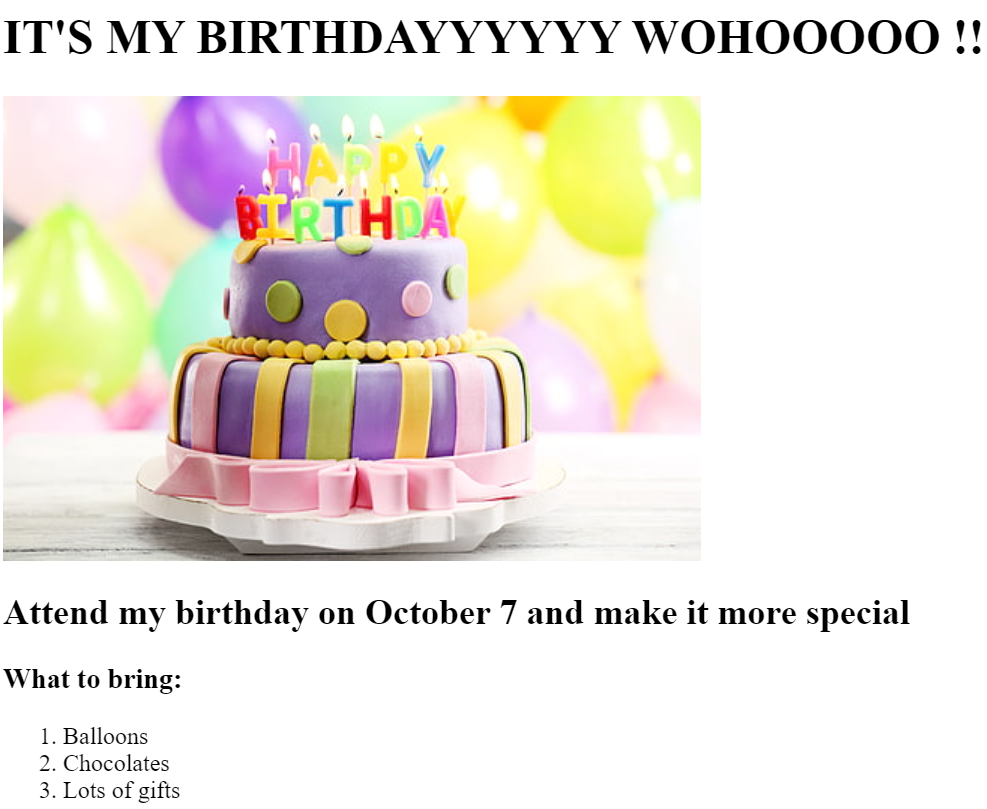 IT'S MY BIRTHDAYYYYYY WOHOOOOO !!
HAPPY
BIRTHDAY
Attend my birthday on October 7 and make it more special
What to bring:
1. Balloons
2. Chocolates
3. Lots of gifts